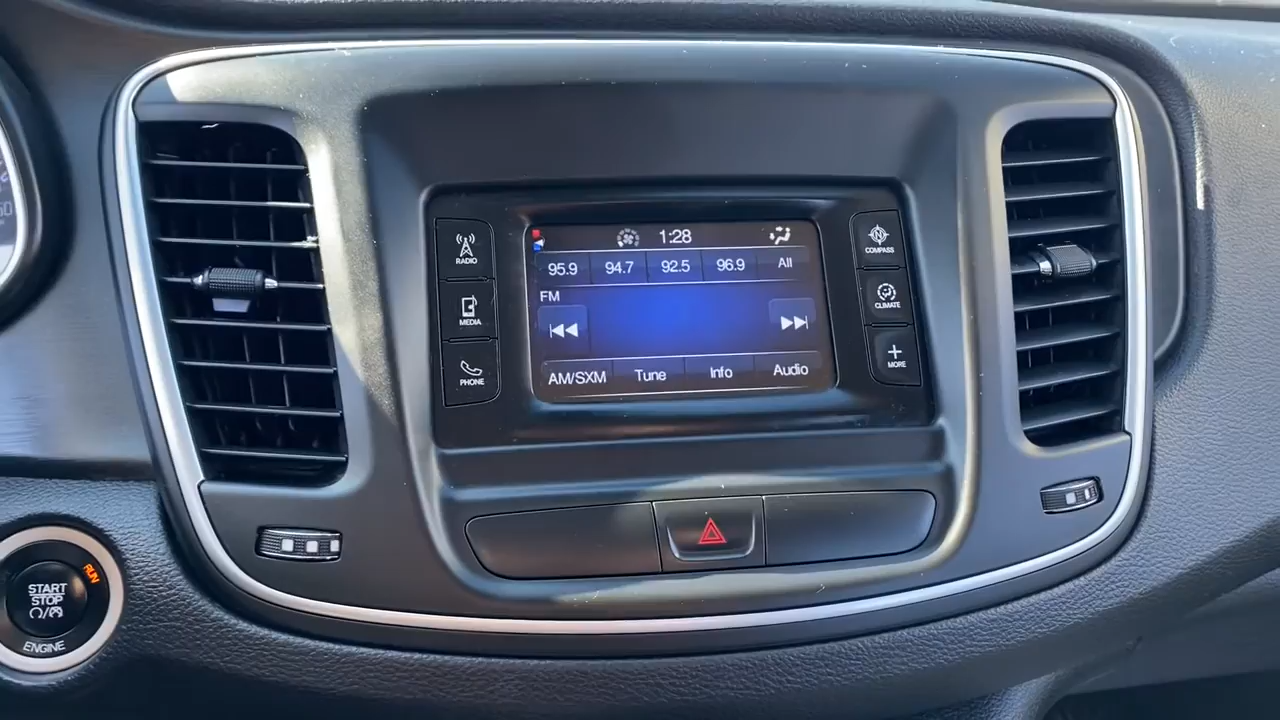 1:28
RADIO
MEDIA
PHONE
95.9 94.7 92.5 96.9 All
FM
AM/SXM Tune Info Audio
N
COMPASS
CLIMATE
MORE
RUN
START
STOP
ENGINE